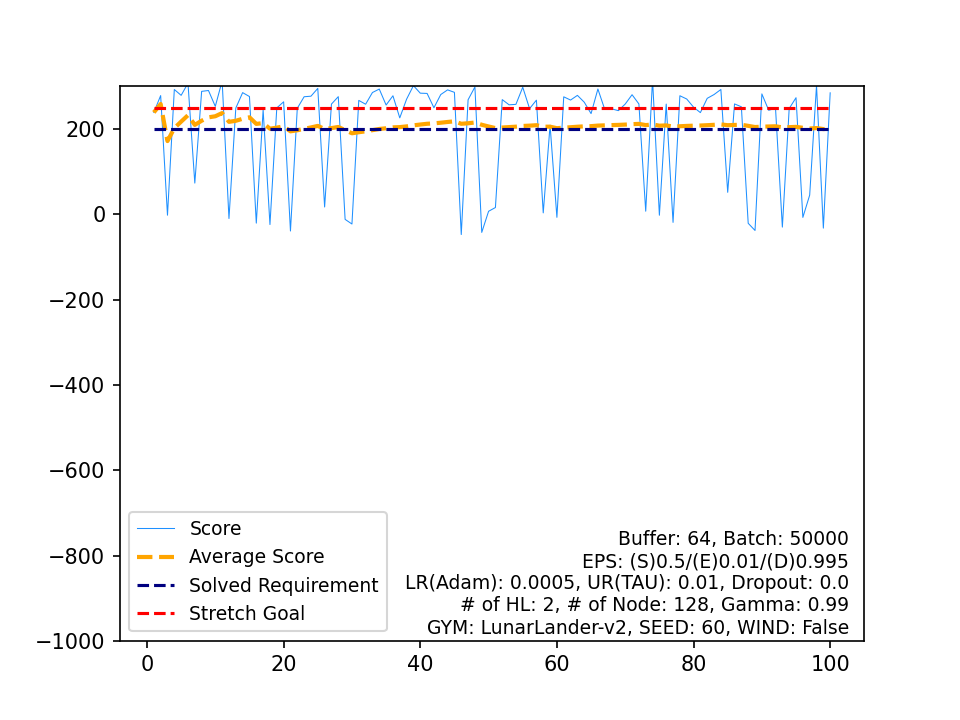 200
0
−200
−400
−600
−800
−1000
0
20
40
60
80
100
Score
Average Score
Solved Requirement
Stretch Goal
Buffer: 64, Batch: 50000
EPS: (S)0.5/(E)0.01/(D)0.995
LR(Adam): 0.0005, UR(TAU): 0.01, Dropout: 0.0
# of HL: 2, # of Node: 128, Gamma: 0.99
GYM: LunarLander-v2, SEED: 60, WIND: False